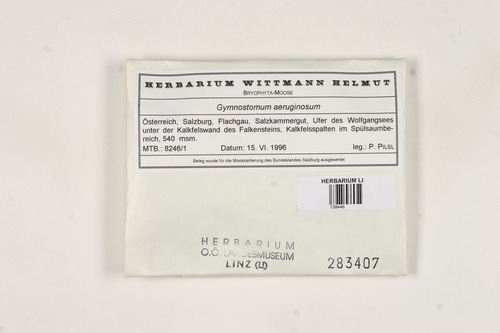 HERBARIUM WITTMANN HELMUT
BRYOPHYTA-MOOSE
Gymnostomum aeruginosum
Österreich, Salzburg, Flachgau, Salzkammergut, Ufer des Wolfgangsees
unter der Kalkfelswand des Falkensteins, Kalkfelsspalten im Spülsaumbe-
reich, 540 msm.
MTB.: 8246/1 Datum: 15. VI. 1996 leg.: P. PILSL
Beleg wurde für die Mooskartierung des Bundeslandes Salzburg ausgewertet
HERBARIUM LI
738446
HERBARIUM
O.Ö. LANDESMUSEUM
LINZ (LI)
283407